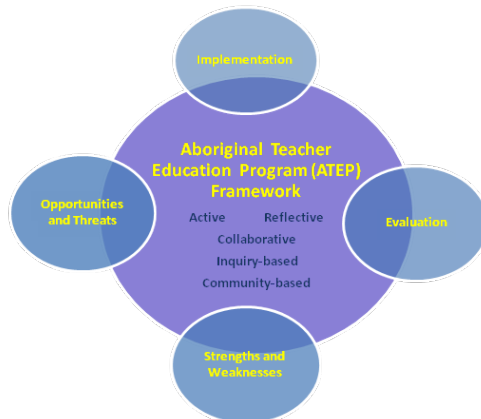 Implementation
Aboriginal Teacher
Education Program (ATEP)
Framework
Active Reflective
Collaborative
Inquiry-based
Community-based
Opportunities
and Threats
Evaluation
Strengths and
Weaknesses